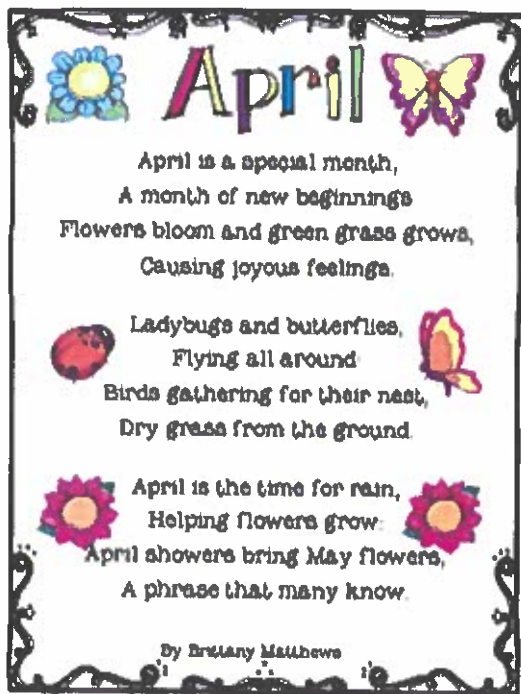 April
April is a special month,
A month of new beginnings
Flowers bloom and green grass grows,
Causing joyous feelings.
Ladybugs and butterflies,
Flying all around
Birds gathering for their nest,
Dry grass from the ground.
April is the time for rain,
Helping flowers grow.
April showers bring May flowers,
A phrase that many know.
By Brittany Matthews